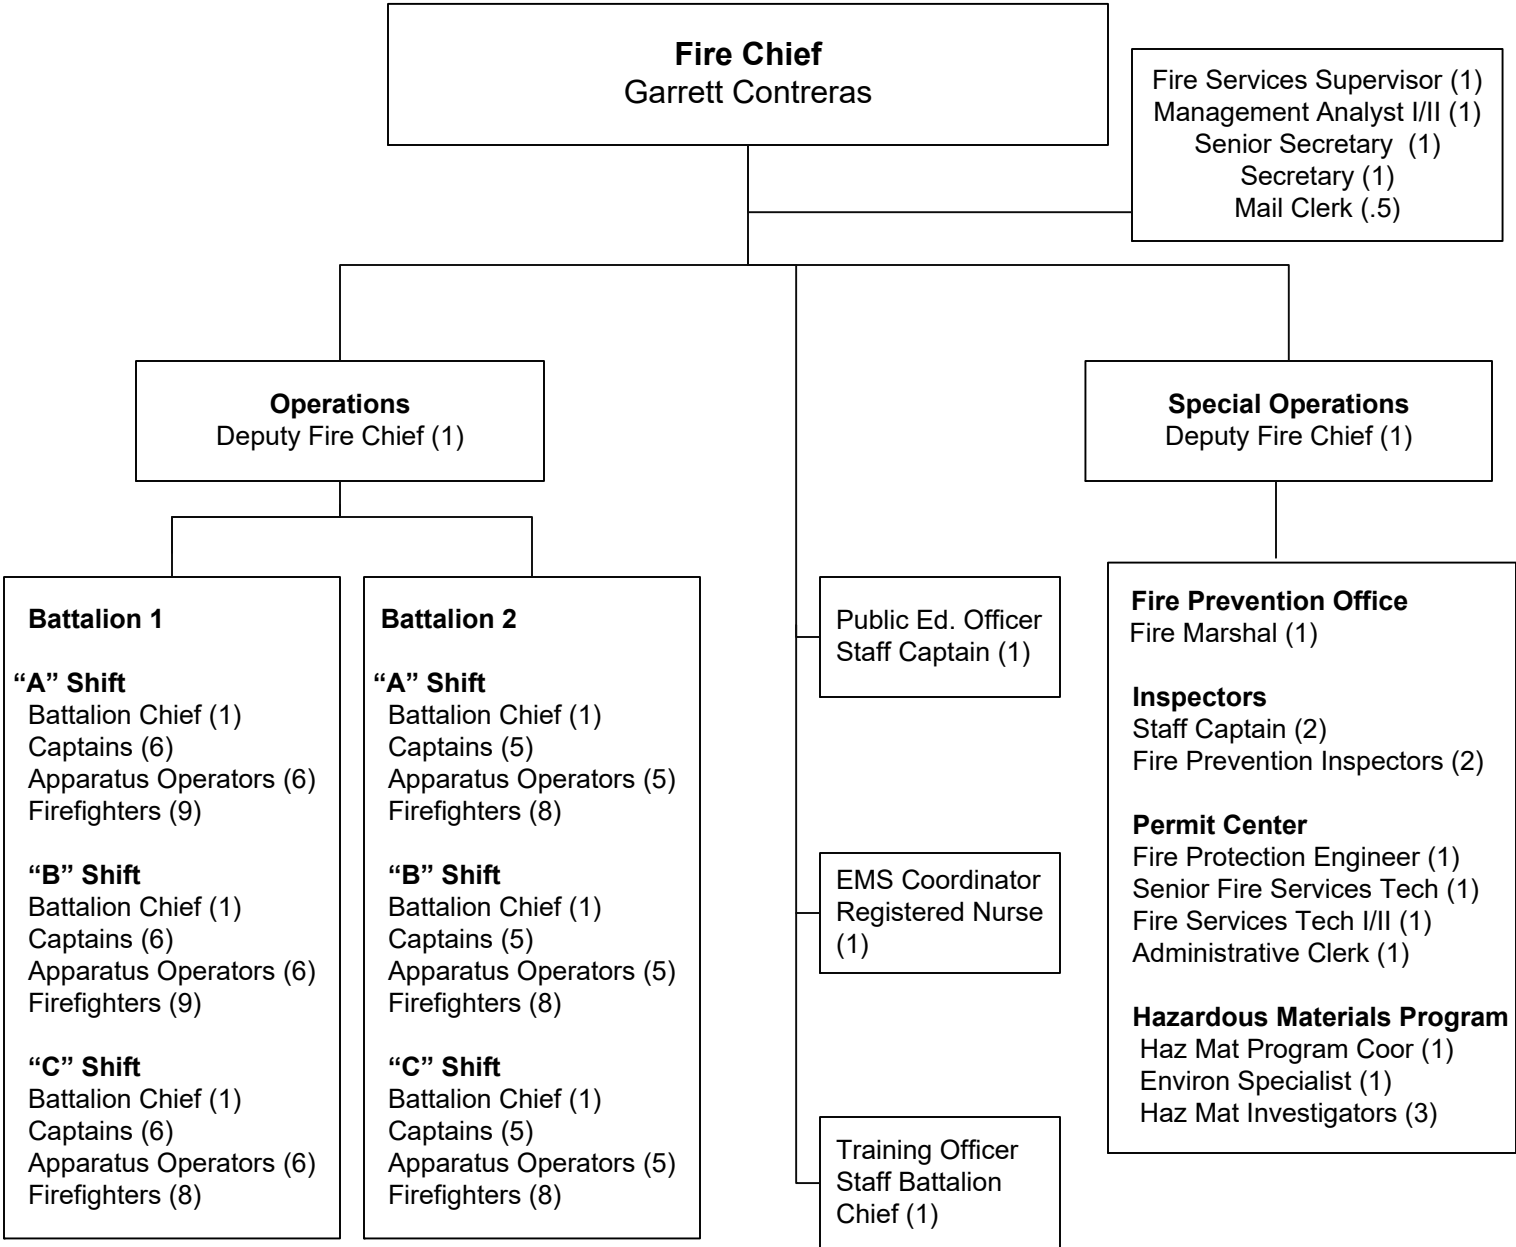 Fire Chief
Garrett Contreras
Fire Services Supervisor (1)
Management Analyst I/II (1)
Senior Secretary  (1)
Secretary (1)
Mail Clerk (.5)
Operations
Deputy Fire Chief (1)
Special Operations
Deputy Fire Chief (1)
Battalion 1
“A” Shift
Battalion Chief (1)
Captains (6)
Apparatus Operators (6)
Firefighters (9)
“B” Shift
Battalion Chief (1)
Captains (6)
Apparatus Operators (6)
Firefighters (9)
“C” Shift
Battalion Chief (1)
Captains (6)
Apparatus Operators (6)
Firefighters (8)
Battalion 2
“A” Shift
Battalion Chief (1)
Captains (5)
Apparatus Operators (5)
Firefighters (8)
“B” Shift
Battalion Chief (1)
Captains (5)
Apparatus Operators (5)
Firefighters (8)
“C” Shift
Battalion Chief (1)
Captains (5)
Apparatus Operators (5)
Firefighters (8)
Public Ed. Officer
Staff Captain (1)
EMS Coordinator
Registered Nurse
(1)
Training Officer
Staff Battalion
Chief (1)
Fire Prevention Office
Fire Marshal (1)
Inspectors
Staff Captain (2)
Fire Prevention Inspectors (2)
Permit Center
Fire Protection Engineer (1)
Senior Fire Services Tech (1)
Fire Services Tech I/II (1)
Administrative Clerk (1)
Hazardous Materials Program
Haz Mat Program Coor (1)
Environ Specialist (1)
Haz Mat Investigators (3)